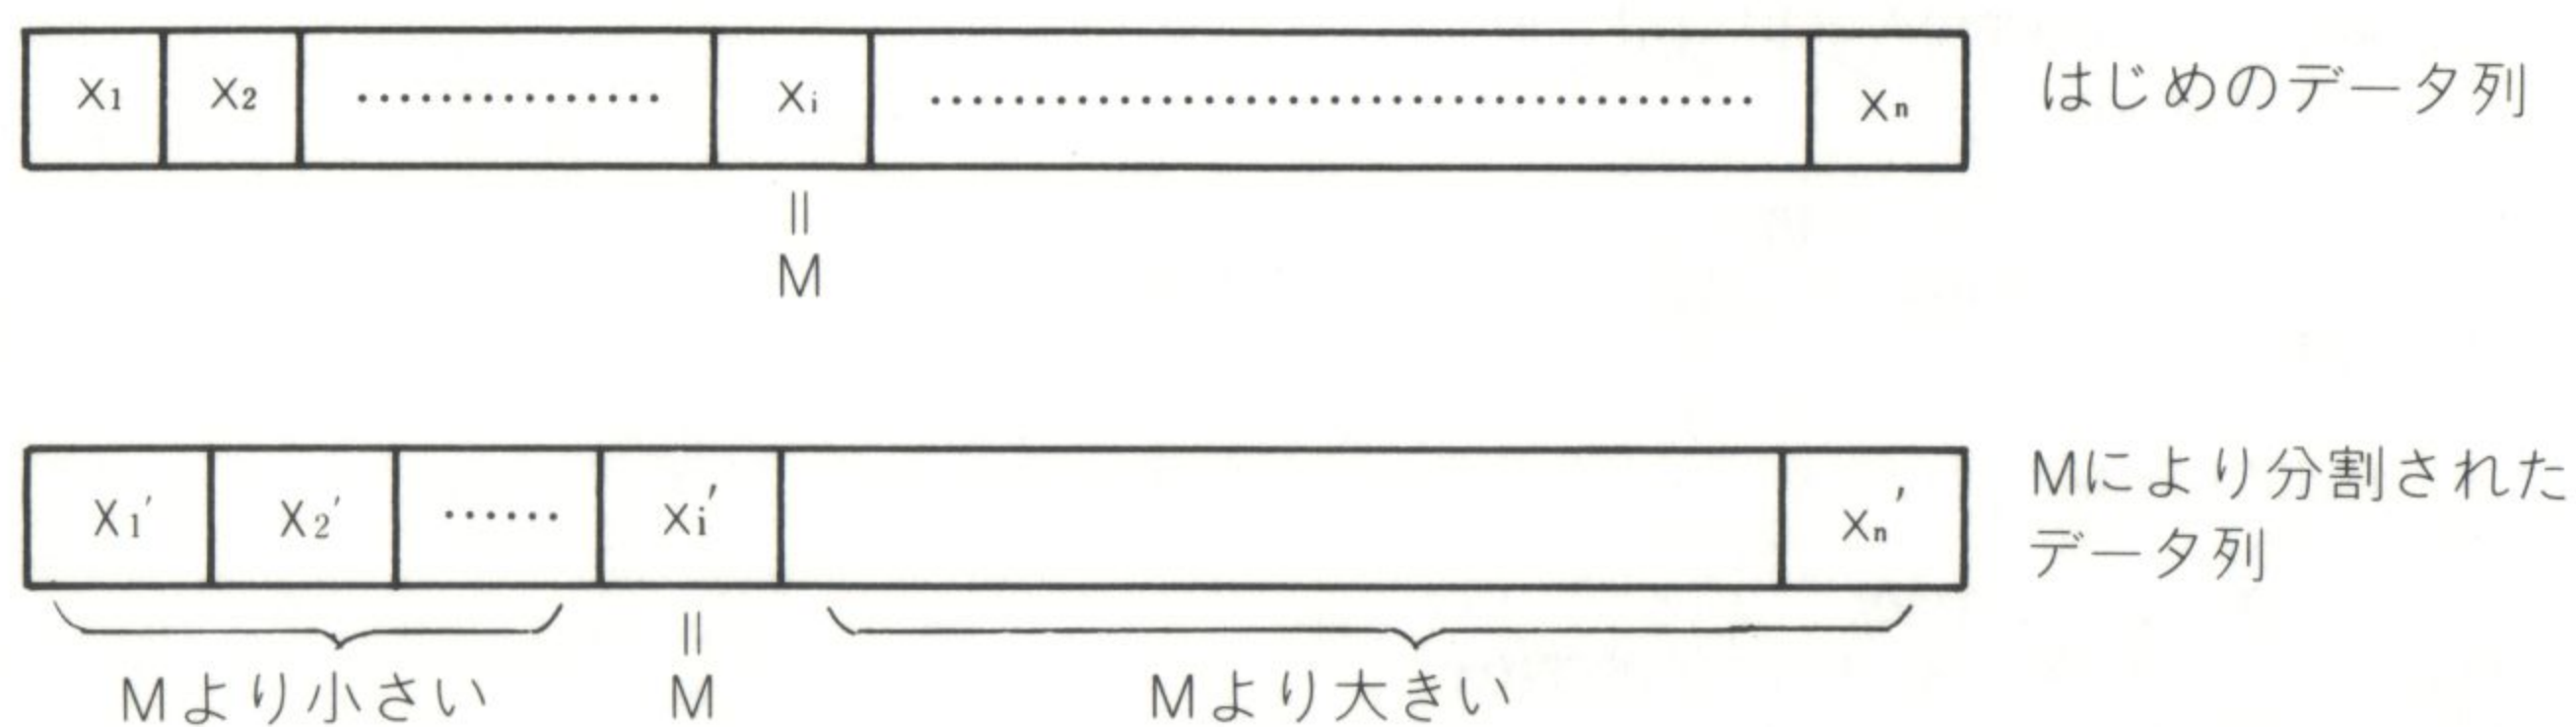 X₁ X₂ ............... Xᵢ ........................................ Xₙ はじめのデータ列
=
M
X₁′ X₂′ ...... Xᵢ′ Xₙ′ Mにより分割された
データ列
= 
Mより小さい M Mより大きい